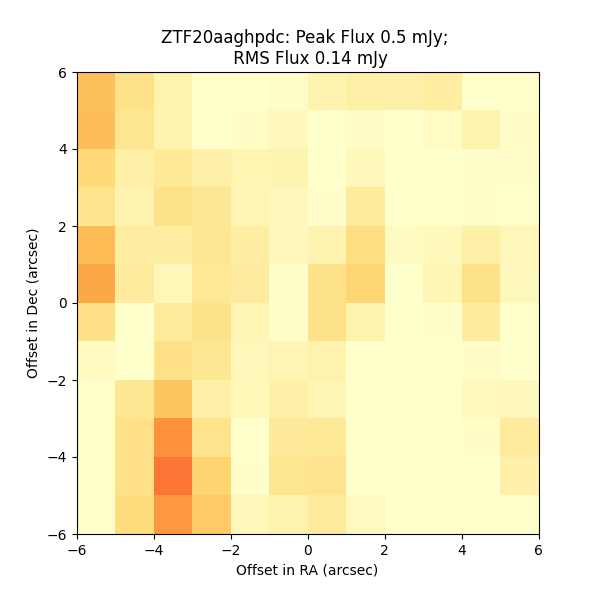 ZTF20aaghpdc: Peak Flux 0.5 mJy;
RMS Flux 0.14 mJy
6
4
2
0
−2
−4
−6
Offset in Dec (arcsec)
−6 −4 −2 0 2 4 6
Offset in RA (arcsec)